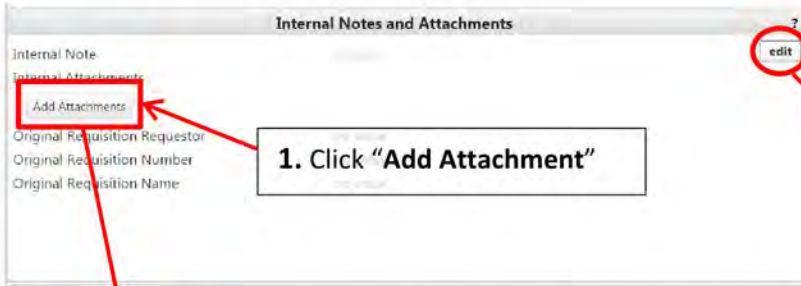 Internal Notes and Attachments
?
Internal Note
edit
Internal Attachments
Add Attachments
Original Requisition Requestor
1. Click “Add Attachment”
Original Requisition Number
Original Requisition Name